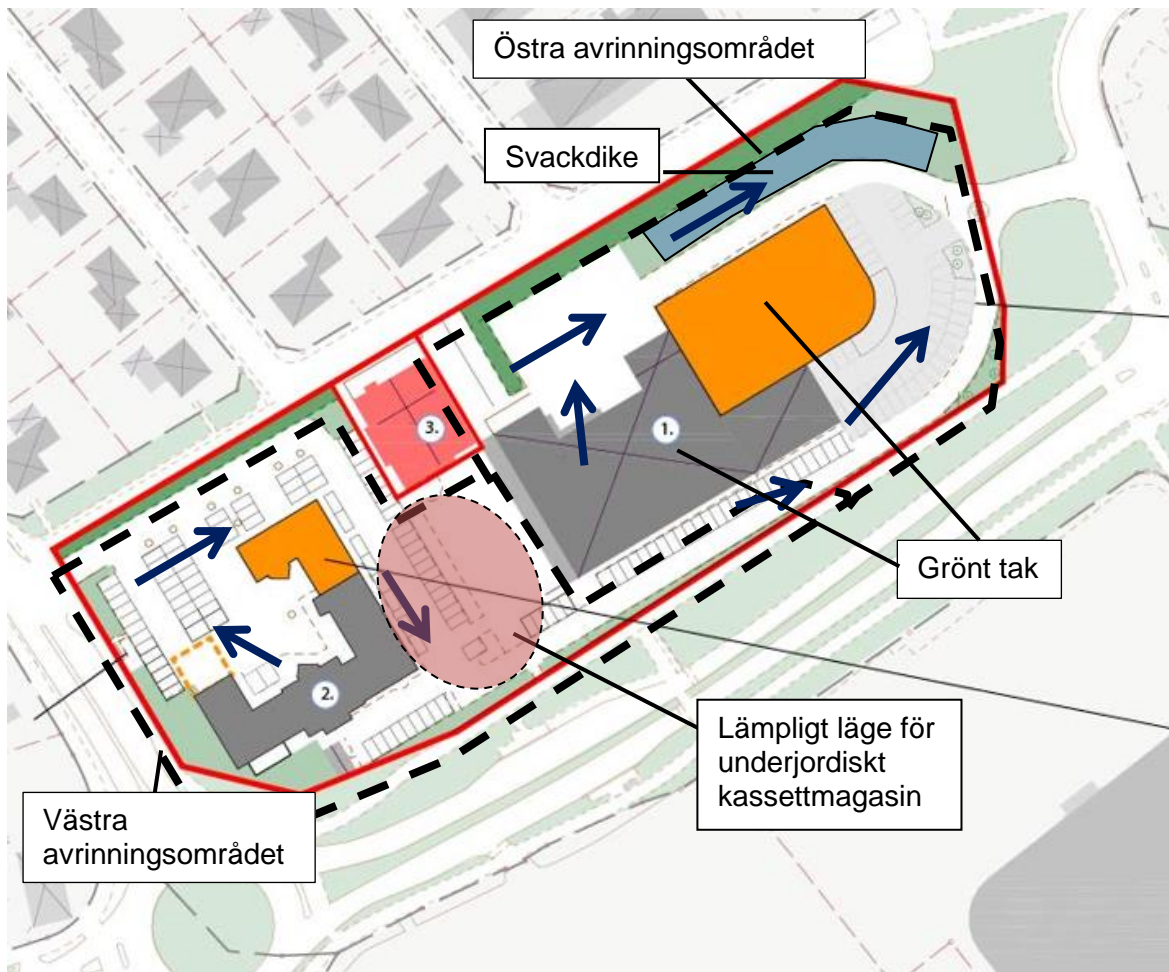 Östra avrinningsområdet
Svackdike
3.
1.
Grönt tak
2.
Lämpligt läge för
underjordiskt
kassettmagasin
Västra
avrinningsområdet